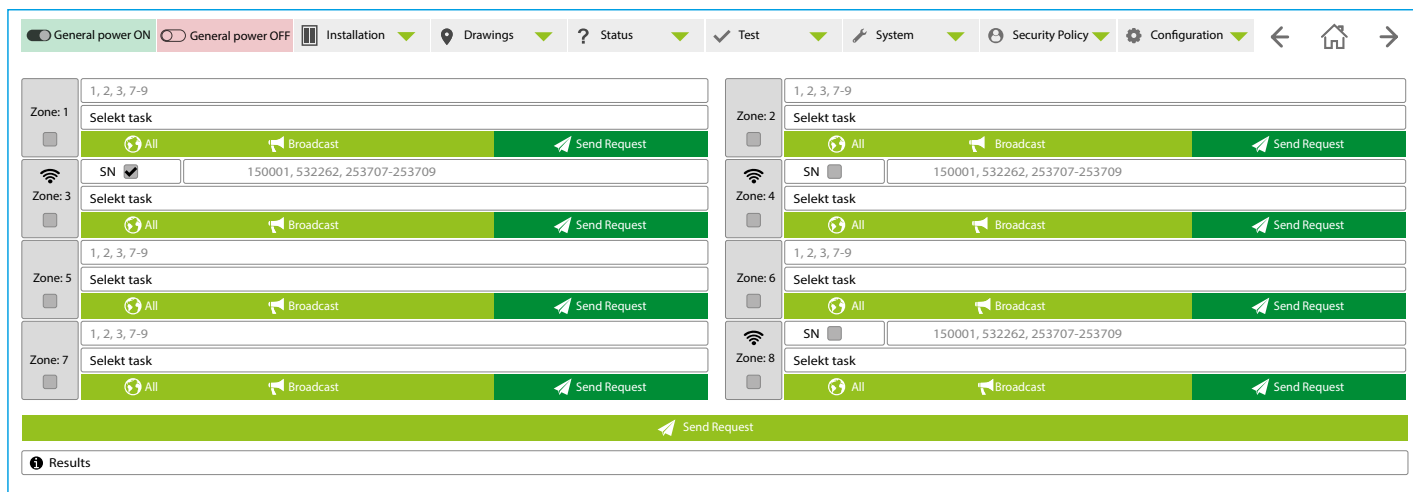 General power ON General power OFF Installation Drawings ? Status Test System Security Policy Configuration
1, 2, 3, 7-9
Zone: 1
Selekt task
All Broadcast Send Request
1, 2, 3, 7-9
Zone: 2
Selekt task
All Broadcast Send Request
SN 150001, 532262, 253707-253709
Zone: 3
Selekt task
All Broadcast Send Request
SN 150001, 532262, 253707-253709
Zone: 4
Selekt task
All Broadcast Send Request
1, 2, 3, 7-9
Zone: 5
Selekt task
All Broadcast Send Request
1, 2, 3, 7-9
Zone: 6
Selekt task
All Broadcast Send Request
1, 2, 3, 7-9
Zone: 7
Selekt task
All Broadcast Send Request
SN 150001, 532262, 253707-253709
Zone: 8
Selekt task
All Broadcast Send Request
Send Request
Results